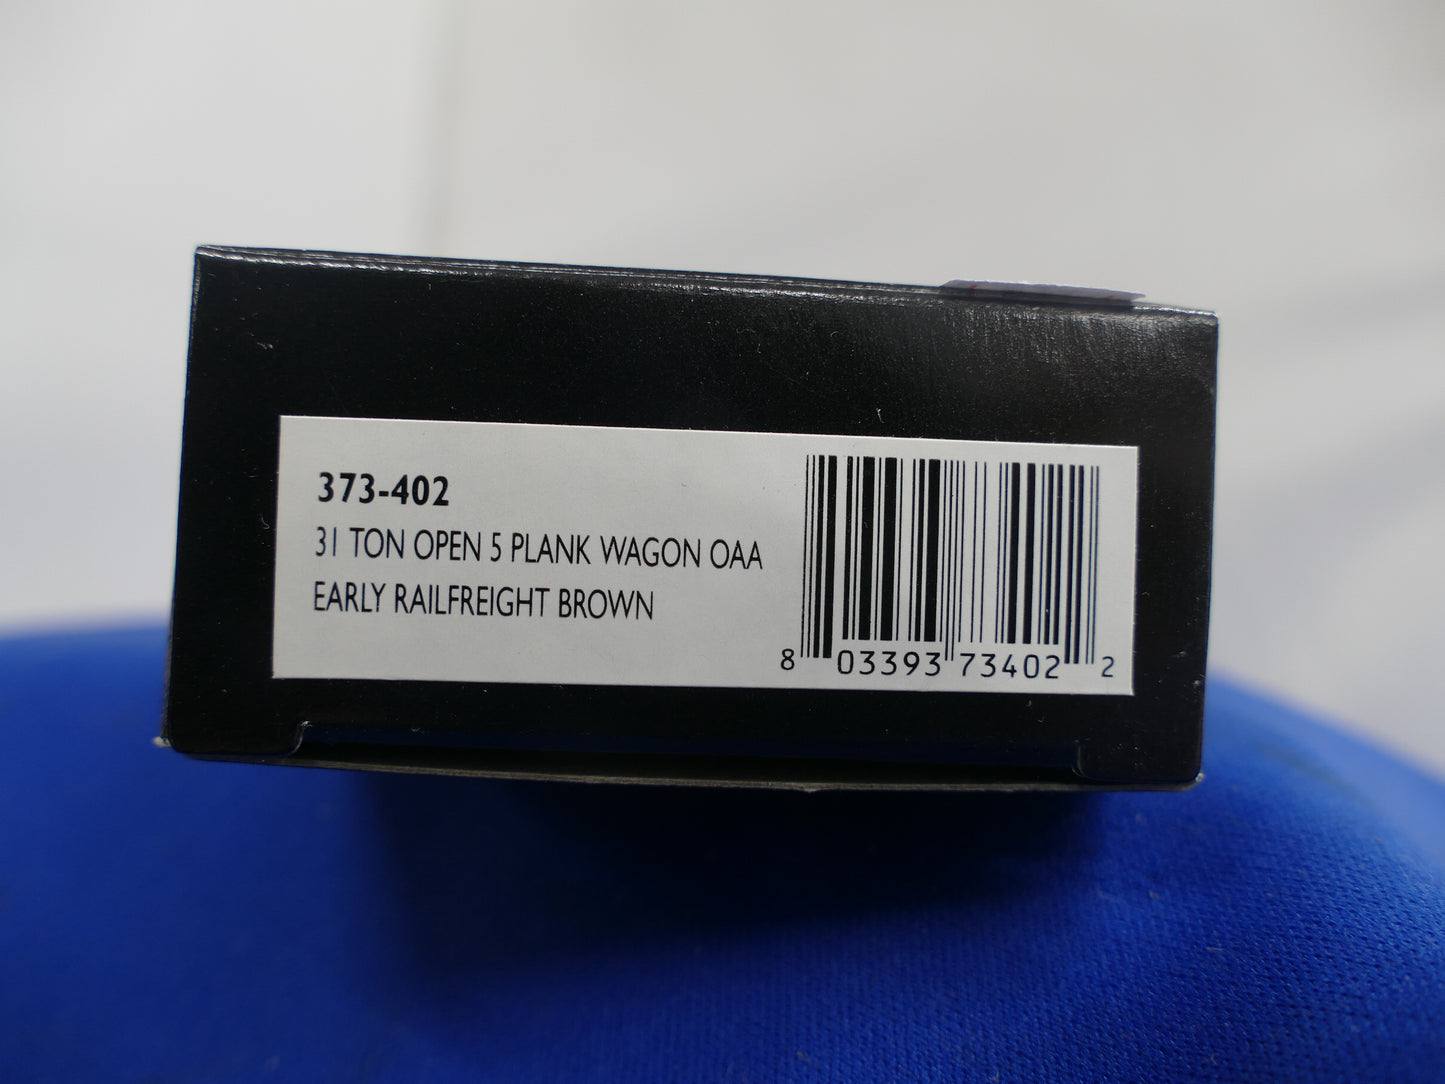 373-402
31 TON OPEN 5 PLANK WAGON OAA
EARLY RAILFREIGHT BROWN
8 03393 73402 2